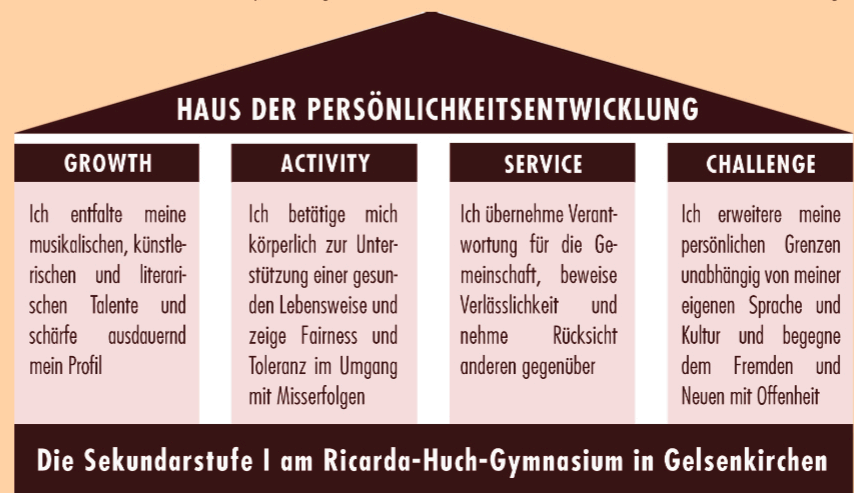 HAUS DER PERSÖNLICHKEITSENTWICKLUNG
GROWTH
Ich entfalte meine
musikalischen, künstle-
rischen und literari-
schen Talente und
schärfe ausdauernd
mein Profil
ACTIVITY
Ich betätige mich
körperlich zur Unter-
stützung einer gesun-
den Lebensweise und
zeige Fairness und
Toleranz im Umgang
mit Misserfolgen
SERVICE
Ich übernehme Verant-
wortung für die Ge-
meinschaft, beweise
Verlässlichkeit und
nehme Rücksicht
anderen gegenüber
CHALLENGE
Ich erweitere meine
persönlichen Grenzen
unabhängig von meiner
eigenen Sprache und
Kultur und begegne
dem Fremden und
Neuen mit Offenheit
Die Sekundarstufe I am Ricarda-Huch-Gymnasium in Gelsenkirchen